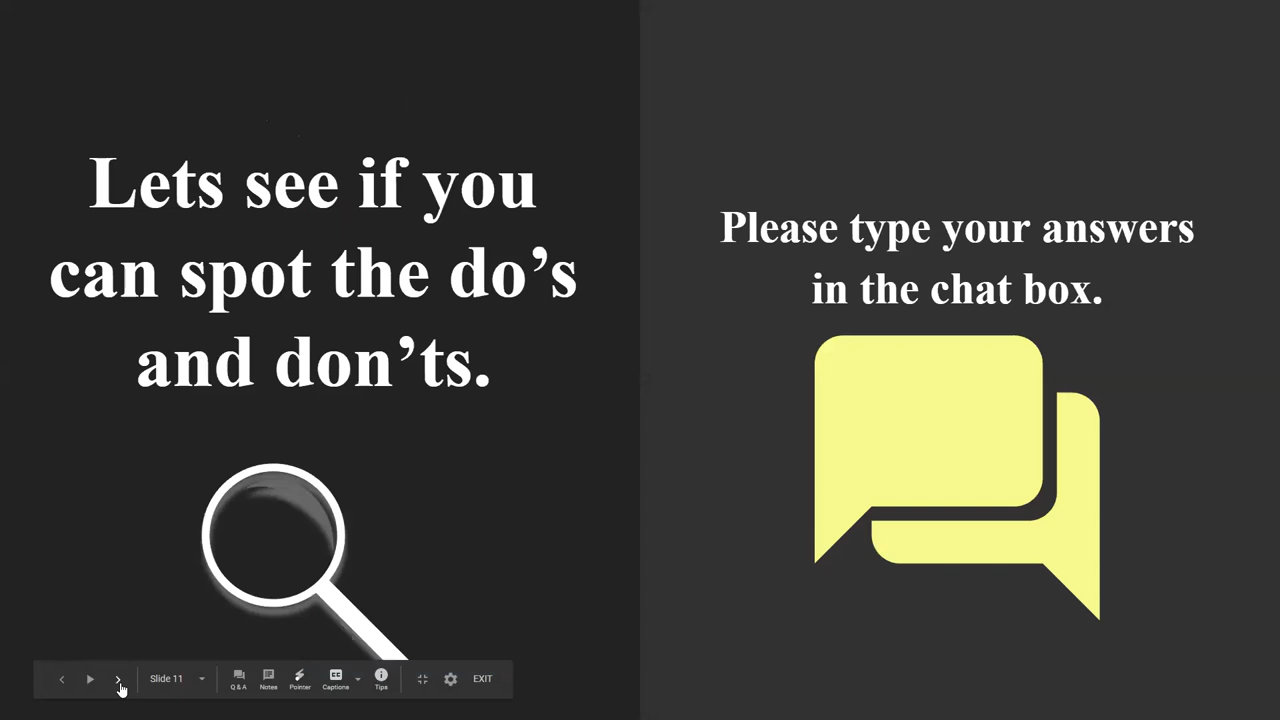 Lets see if you
can spot the do's
and don'ts.
Please type your answers
in the chat box.
Slide 11
Q & A
Notes
Pointer
CC
Captions
Tips
EXIT